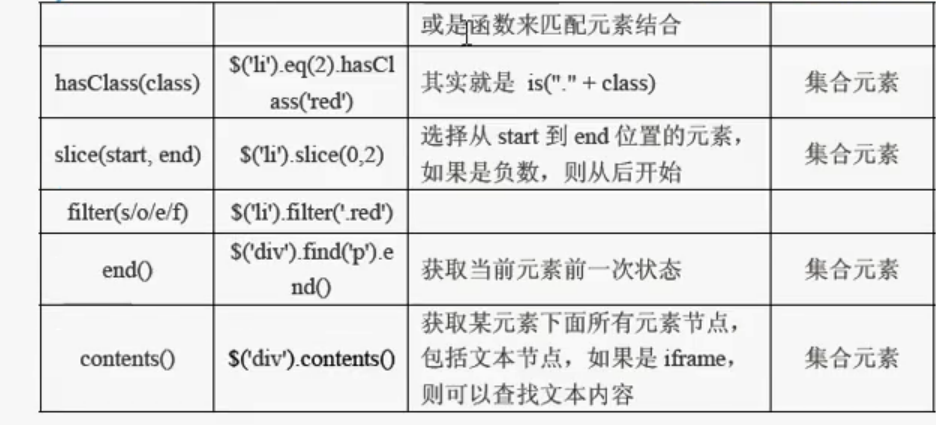 或是函数来匹配元素结合
hasClass(class)
$('li').eq(2).hasCl
ass('red')
其实就是 is("." + class)
集合元素
slice(start, end)
$('li').slice(0,2)
选择从 start 到 end 位置的元素，
如果是负数，则从后开始
集合元素
filter(s/o/e/f)
$('li').filter('.red')
end()
$('div').find('p').e
nd()
获取当前元素前一次状态
集合元素
contents()
$('div').contents()
获取某元素下面所有元素节点，
包括文本节点，如果是 iframe，
则可以查找文本内容
集合元素